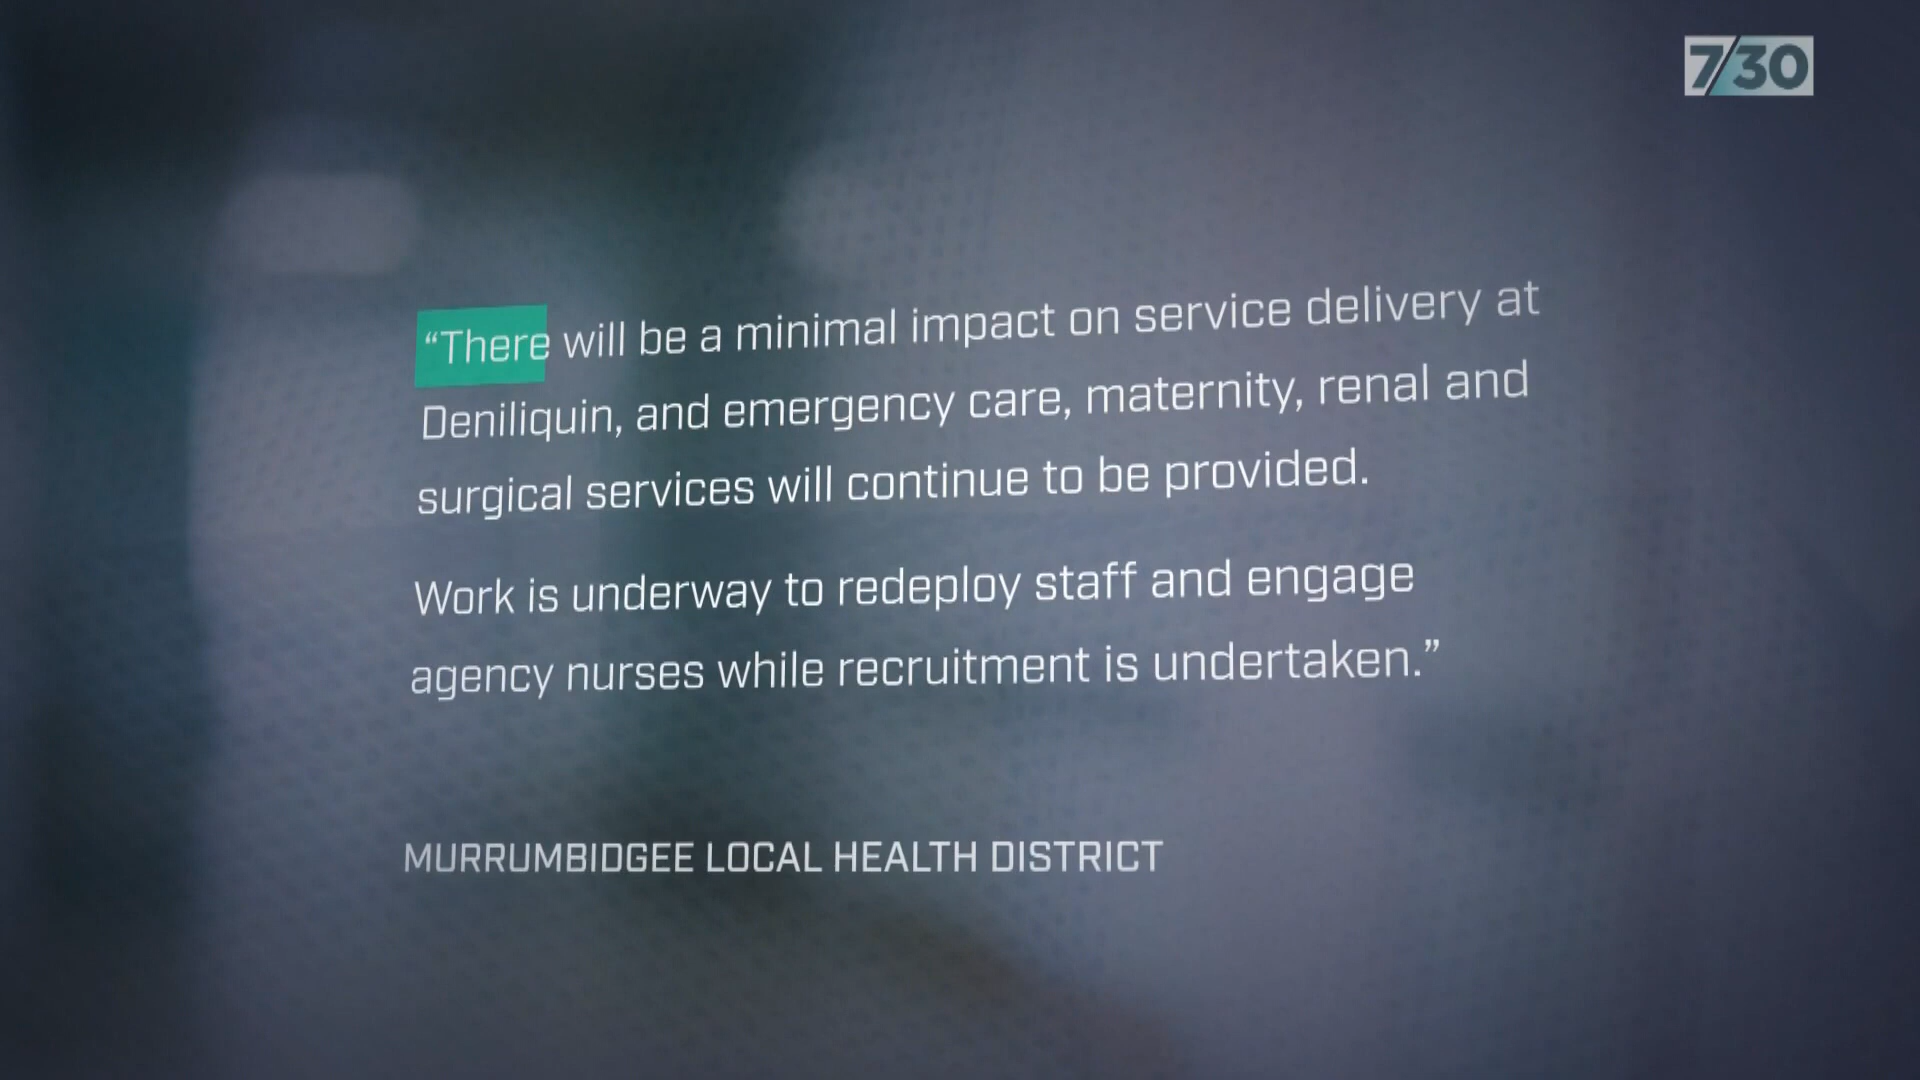 7/30
“There will be a minimal impact on service delivery at
Deniliquin, and emergency care, maternity, renal and
surgical services will continue to be provided.
Work is underway to redeploy staff and engage
agency nurses while recruitment is undertaken.”
MURRUMBIDGEE LOCAL HEALTH DISTRICT